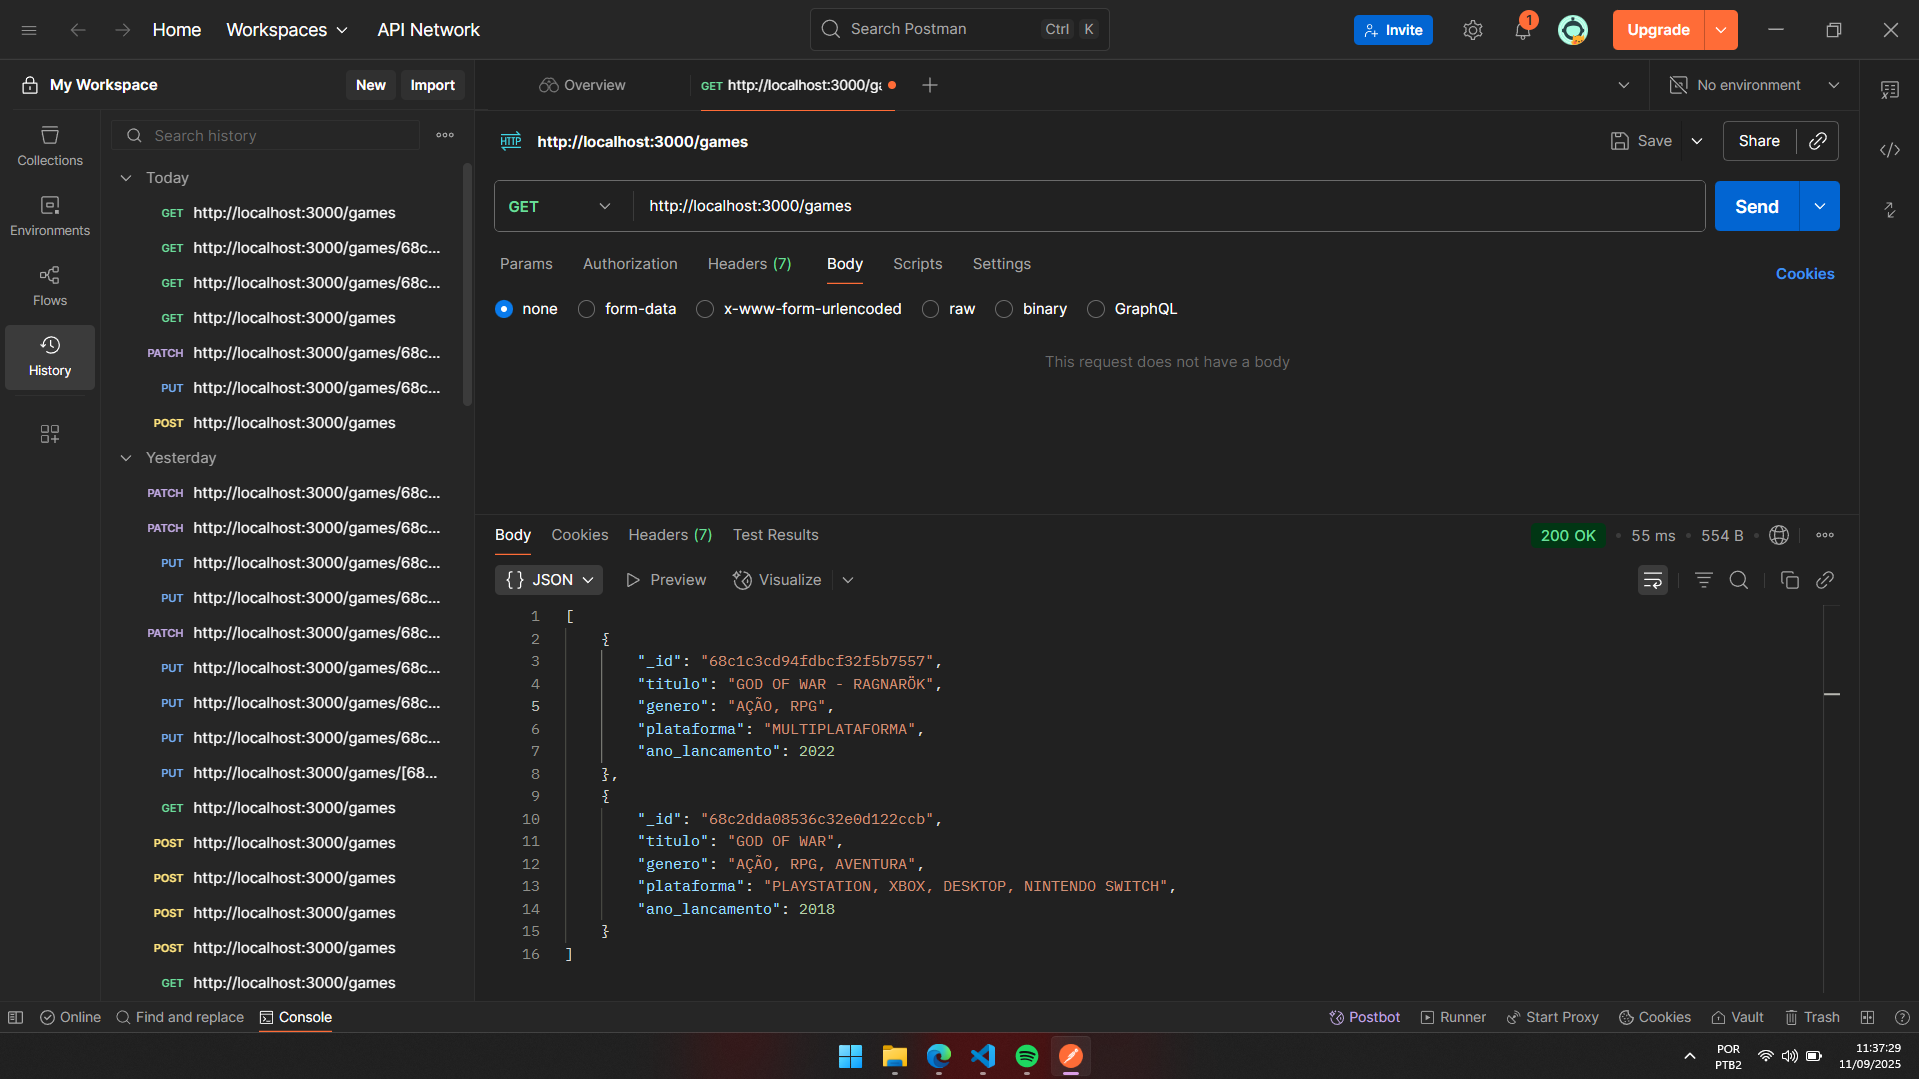 Home
Workspaces
API Network
Search Postman
Ctrl K
Invite
1
Upgrade
My Workspace
New
Import
Overview
GET http://localhost:3000/ga
No environment
Collections
Environments
Flows
History
Search history
Today
GET http://localhost:3000/games
GET http://localhost:3000/games/68c...
GET http://localhost:3000/games/68c...
GET http://localhost:3000/games
PATCH http://localhost:3000/games/68c...
PUT http://localhost:3000/games/68c...
POST http://localhost:3000/games
Yesterday
PATCH http://localhost:3000/games/68c...
PATCH http://localhost:3000/games/68c...
PUT http://localhost:3000/games/68c...
PUT http://localhost:3000/games/68c...
PATCH http://localhost:3000/games/68c...
PUT http://localhost:3000/games/68c...
PUT http://localhost:3000/games/68c...
PUT http://localhost:3000/games/68c...
PUT http://localhost:3000/games/[68...
GET http://localhost:3000/games
POST http://localhost:3000/games
POST http://localhost:3000/games
POST http://localhost:3000/games
POST http://localhost:3000/games
GET http://localhost:3000/games
HTTP http://localhost:3000/games
Save
Share
GET http://localhost:3000/games
Send
Params Authorization Headers (7) Body Scripts Settings
Cookies
none form-data x-www-form-urlencoded raw binary GraphQL
This request does not have a body
Body Cookies Headers (7) Test Results
200 OK • 55 ms • 554 B
{} JSON Preview Visualize
1 [
2 {
3 "_id": "68c1c3cd94fdbcf32f5b7557",
4 "titulo": "GOD OF WAR - RAGNARÖK",
5 "genero": "AÇÃO, RPG",
6 "plataforma": "MULTIPLATAFORMA",
7 "ano_lancamento": 2022
8 },
9 {
10 "_id": "68c2dda08536c32e0d122ccb",
11 "titulo": "GOD OF WAR",
12 "genero": "AÇÃO, RPG, AVENTURA",
13 "plataforma": "PLAYSTATION, XBOX, DESKTOP, NINTENDO SWITCH",
14 "ano_lancamento": 2018
15 }
16 ]
Online
Find and replace
Console
Postbot
Runner
Start Proxy
Cookies
Vault
Trash
POR
PTB2
11:37:29
11/09/2025